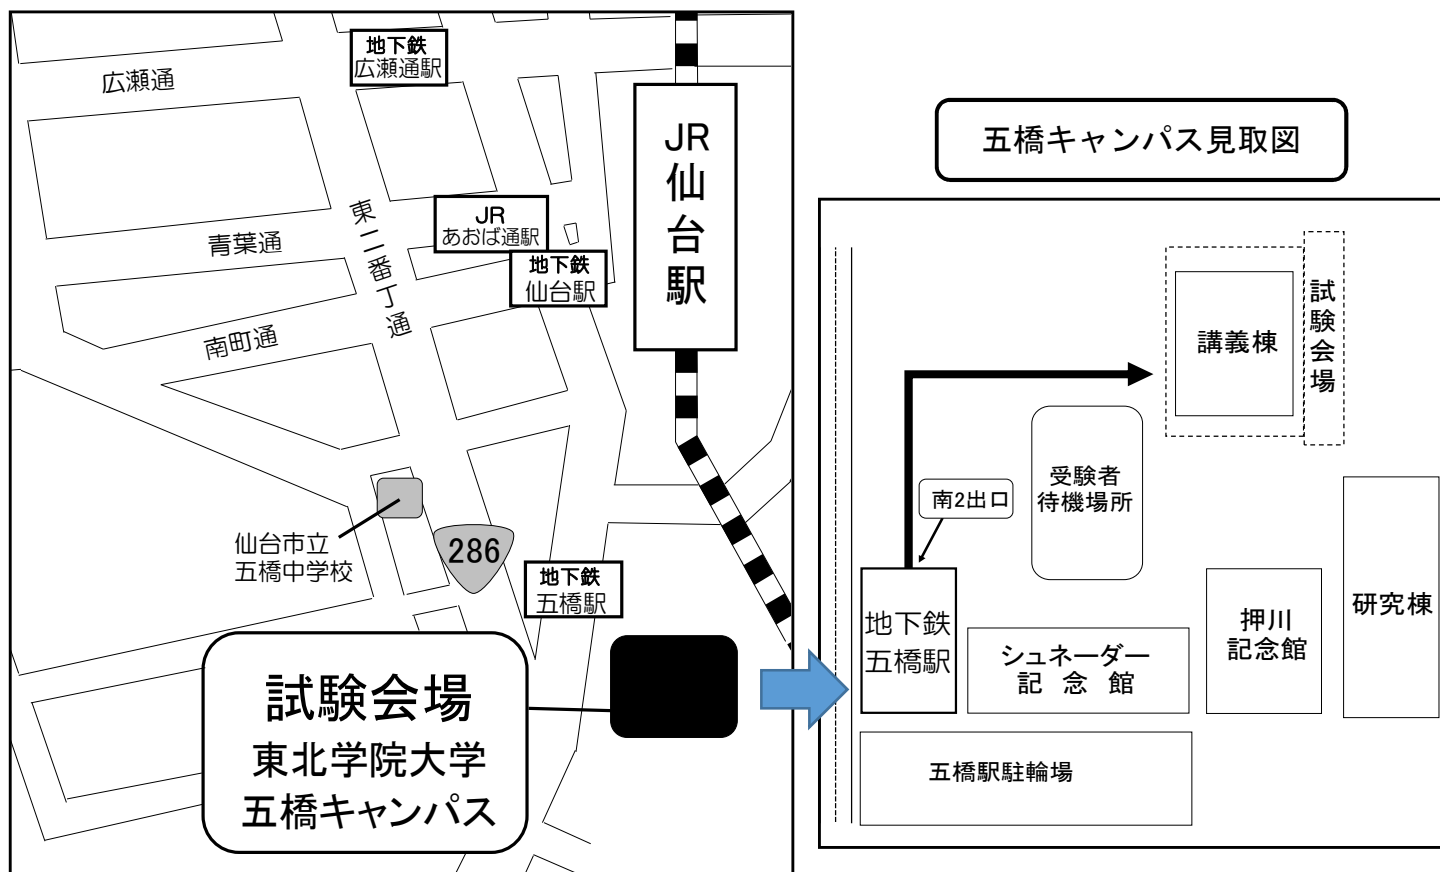 地下鉄
広瀬通駅
広瀬通
JR
仙台駅
東二番丁通
JR
あおば通駅
青葉通
地下鉄
仙台駅
南町通
仙台市立
五橋中学校
286
地下鉄
五橋駅
試験会場
東北学院大学
五橋キャンパス
五橋キャンパス見取図
講義棟
試験会場
受験者
待機場所
南2出口
地下鉄
五橋駅
シュネーダー
記 念 館
押川
記念館
研究棟
五橋駅駐輪場